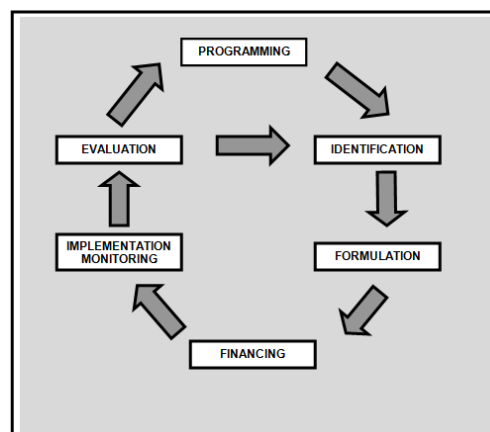 PROGRAMMING
EVALUATION
IDENTIFICATION
IMPLEMENTATION
MONITORING
FORMULATION
FINANCING